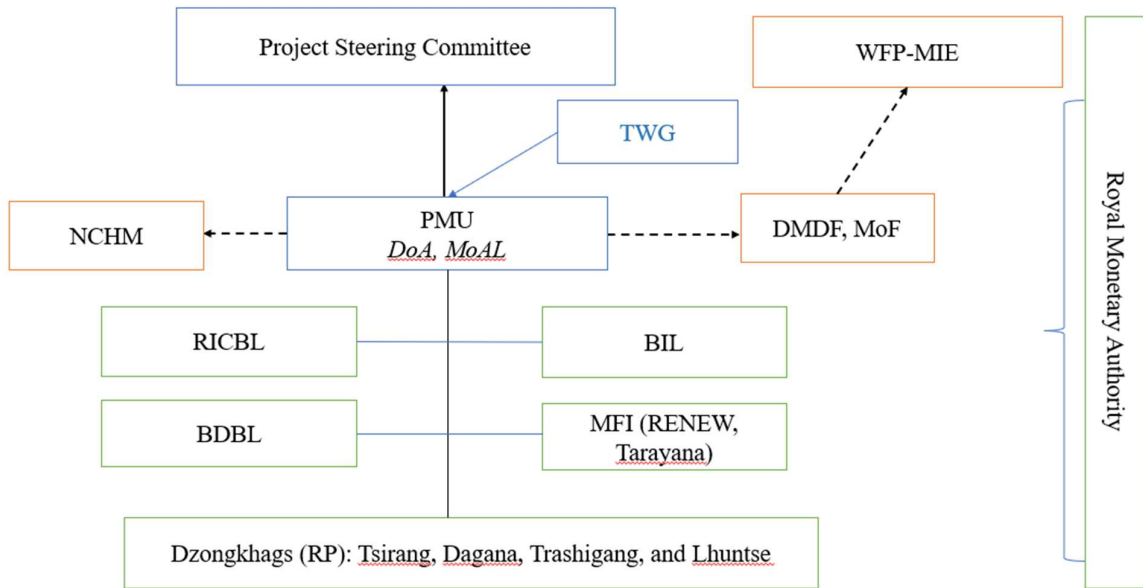 Project Steering Committee
WFP-MIE
TWG
NCHM
PMU
DoA, MoAL
DMDF, MoF
RICBL
BIL
BDBL
MFI (RENEW,
Tarayana)
Dzongkhags (RP): Tsirang, Dagana, Trashigang, and Lhuntse
Royal Monetary Authority